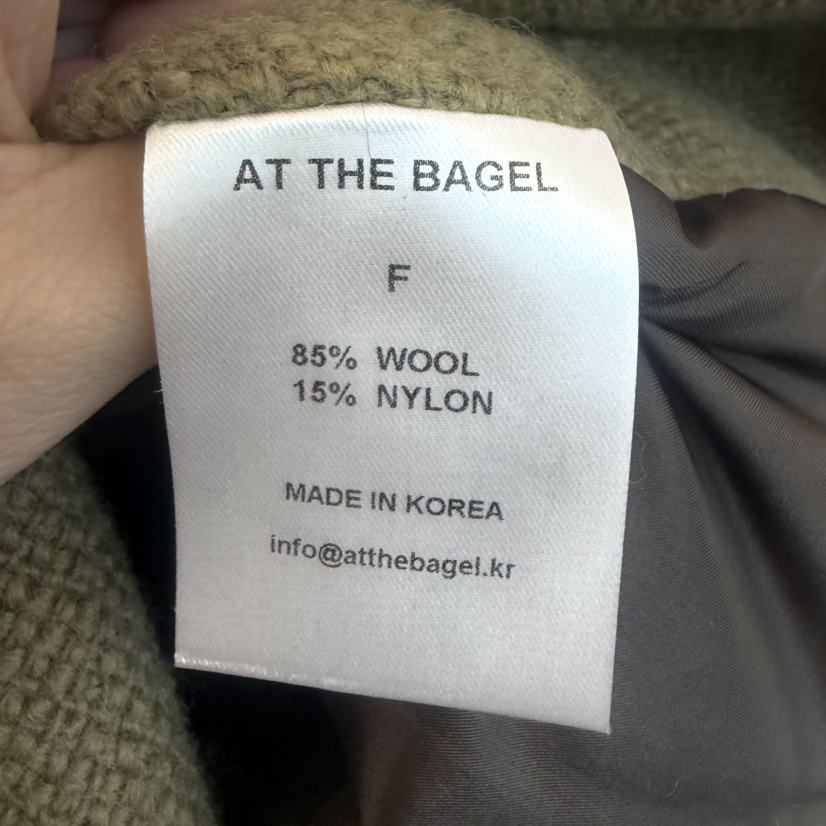 AT THE BAGEL
F
85% WOOL
15% NYLON
MADE IN KOREA
info@atthebagel.kr